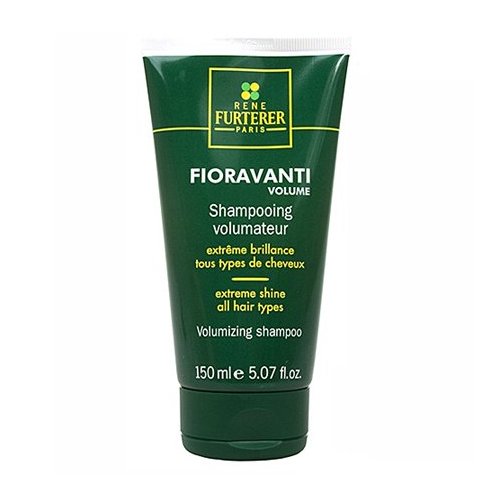 RENE
FURTERER
PARIS
FIORAVANTI
VOLUME
Shampooing
volumateur
extrême brillance
tous types de cheveux
extreme shine
all hair types
Volumizing shampoo
150 ml e 5.07 fl.oz.